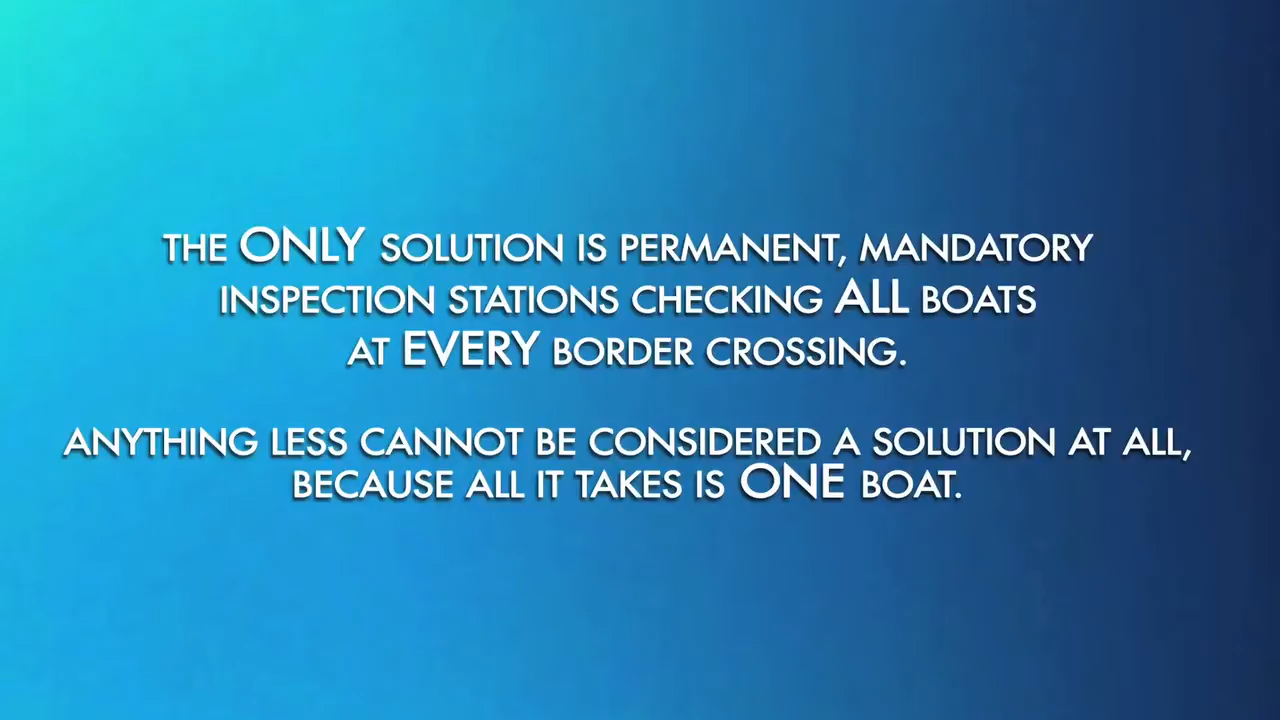 THE ONLY SOLUTION IS PERMANENT, MANDATORY
INSPECTION STATIONS CHECKING ALL BOATS
AT EVERY BORDER CROSSING.
ANYTHING LESS CANNOT BE CONSIDERED A SOLUTION AT ALL,
BECAUSE ALL IT TAKES IS ONE BOAT.